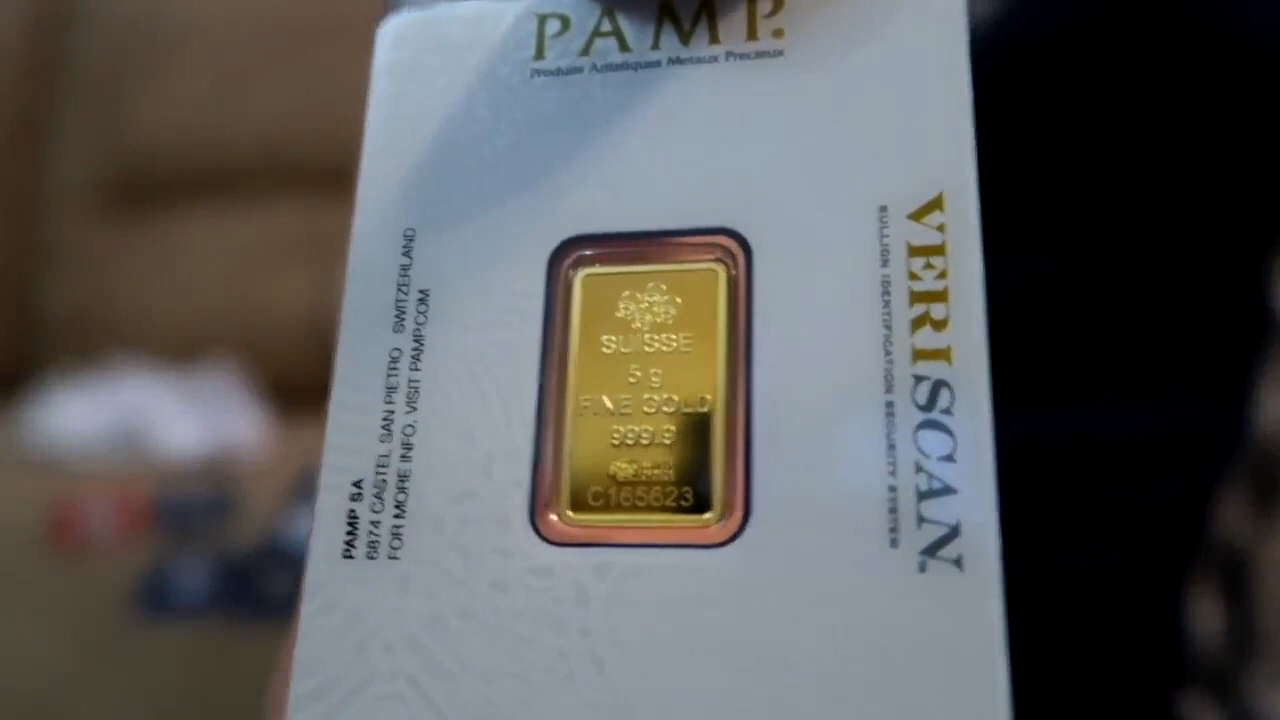 PAMP.
Produits Artistiques Metaux Precieux
SUISSE
5 g
FINE GOLD
999.9
C165623
PAMP SA
6874 CASTEL SAN PIETRO SWITZERLAND
FOR MORE INFO, VISIT PAMP.COM
VERISCAN
BULLION IDENTIFICATION SECURITY SYSTEM